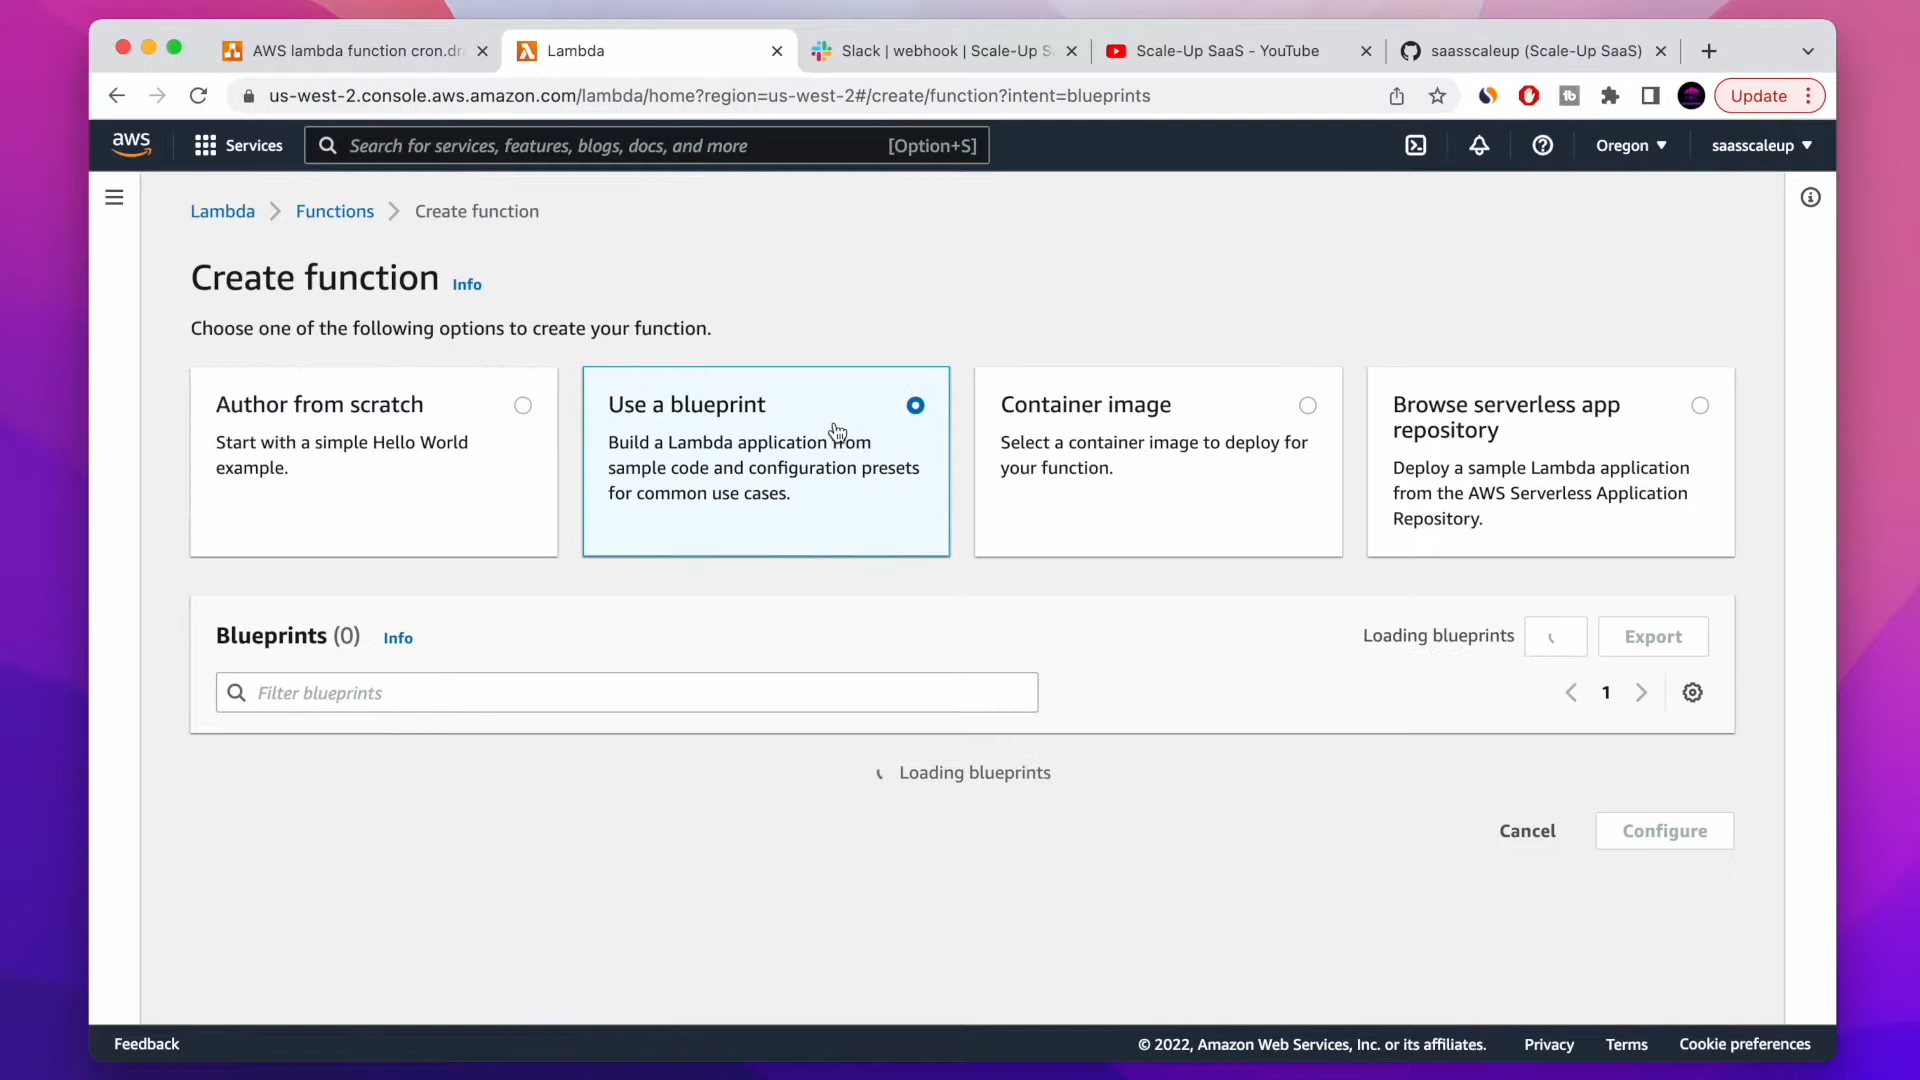 AWS lambda function cron.dr
Lambda
Slack | webhook | Scale-Up S
Scale-Up SaaS - YouTube
saasscaleup (Scale-Up SaaS)
us-west-2.console.aws.amazon.com/lambda/home?region=us-west-2#/create/function?intent=blueprints
tb
Update
aws
Services
Search for services, features, blogs, docs, and more
[Option+S]
Oregon
saasscaleup
Lambda
Functions
Create function
Create function
Info
Choose one of the following options to create your function.
Author from scratch
Start with a simple Hello World
example.
Use a blueprint
Build a Lambda application from
sample code and configuration presets
for common use cases.
Container image
Select a container image to deploy for
your function.
Browse serverless app
repository
Deploy a sample Lambda application
from the AWS Serverless Application
Repository.
Blueprints (0)
Info
Loading blueprints
Export
Filter blueprints
1
Loading blueprints
Cancel
Configure
Feedback
© 2022, Amazon Web Services, Inc. or its affiliates.
Privacy
Terms
Cookie preferences